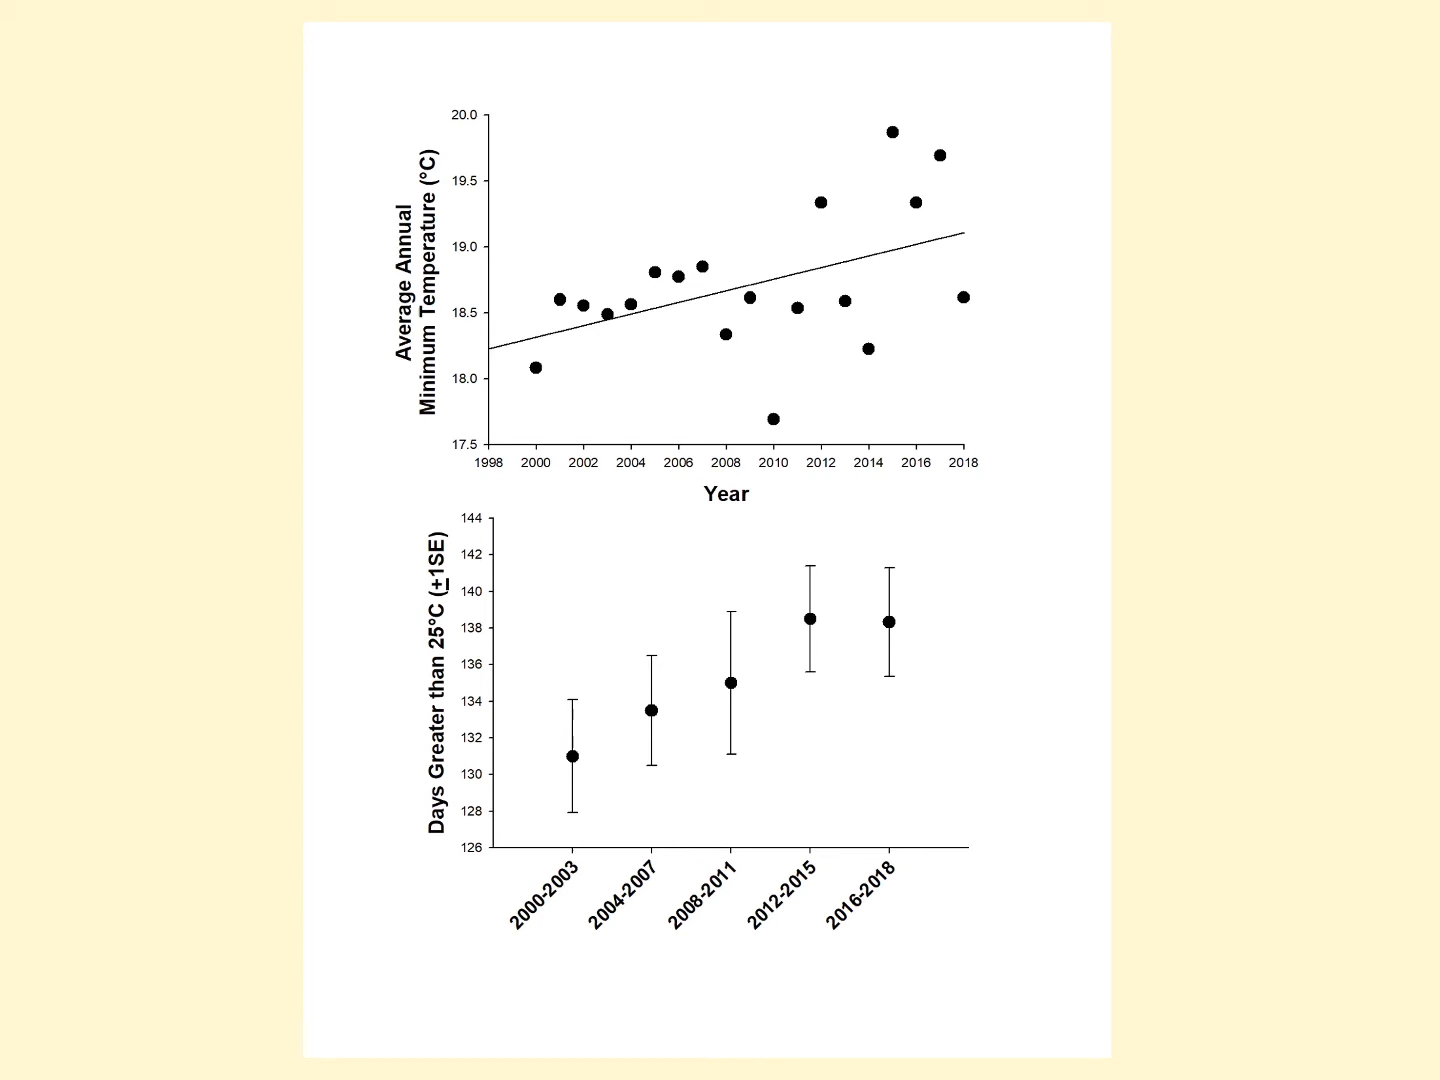 20.0
19.5
19.0
18.5
18.0
17.5
Average Annual
Minimum Temperature (°C)
1998 2000 2002 2004 2006 2008 2010 2012 2014 2016 2018
Year
144
142
140
138
136
134
132
130
128
126
Days Greater than 25°C (±1SE)
2000-2003 2004-2007 2008-2011 2012-2015 2016-2018